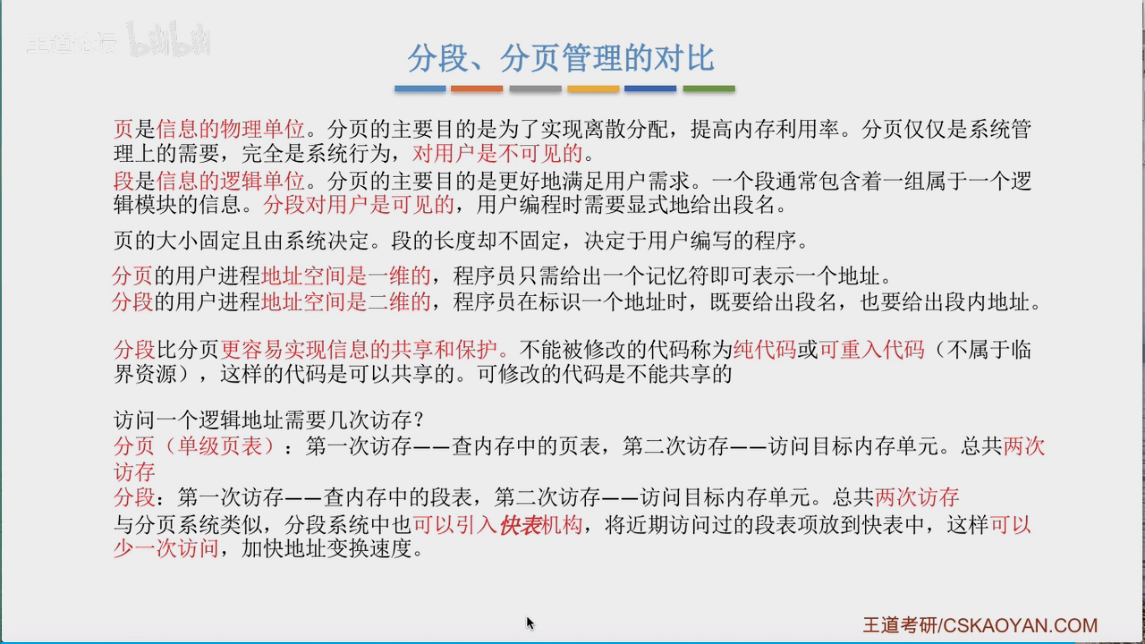 王道论坛 bilibili
分段、分页管理的对比
页是信息的物理单位。分页的主要目的是为了实现离散分配，提高内存利用率。分页仅仅是系统管
理上的需要，完全是系统行为，对用户是不可见的。
段是信息的逻辑单位。分页的主要目的是更好地满足用户需求。一个段通常包含着一组属于一个逻
辑模块的信息。分段对用户是可见的，用户编程时需要显式地给出段名。
页的大小固定且由系统决定。段的长度却不固定，决定于用户编写的程序。
分页的用户进程地址空间是一维的，程序员只需给出一个记忆符即可表示一个地址。
分段的用户进程地址空间是二维的，程序员在标识一个地址时，既要给出段名，也要给出段内地址。
分段比分页更容易实现信息的共享和保护。不能被修改的代码称为纯代码或可重入代码（不属于临
界资源），这样的代码是可以共享的。可修改的代码是不能共享的
访问一个逻辑地址需要几次访存？
分页（单级页表）：第一次访存——查内存中的页表，第二次访存——访问目标内存单元。总共两次
访存
分段：第一次访存——查内存中的段表，第二次访存——访问目标内存单元。总共两次访存
与分页系统类似，分段系统中也可以引入快表机构，将近期访问过的段表项放到快表中，这样可以
少一次访问，加快地址变换速度。
王道考研/CSKAOYAN.COM